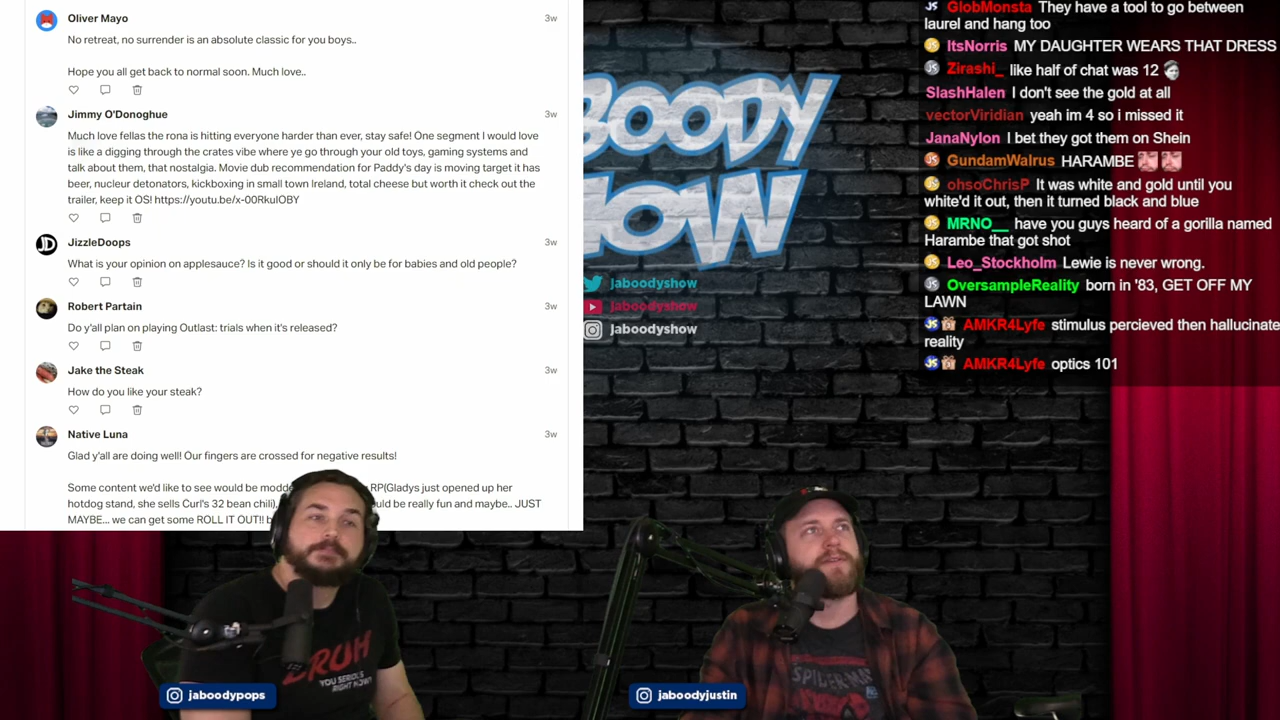 Oliver Mayo
3w
No retreat, no surrender is an absolute classic for you boys..
Hope you all get back to normal soon. Much love..
Jimmy O'Donoghue
3w
Much love fellas the rona is hitting everyone harder than ever, stay safe! One segment I would love
is like a digging through the crates vibe where ye go through your old toys, gaming systems and
talk about them, that nostalgia. Movie dub recommendation for Paddy's day is moving target it has
beer, nucleur detonators, kickboxing in small town Ireland, total cheese but worth it check out the
trailer, keep it OS! https://youtu.be/x-00RkulOBY
JizzleDoops
3w
What is your opinion on applesauce? Is it good or should it only be for babies and old people?
Robert Partain
3w
Do y'all plan on playing Outlast: trials when it's released?
Jake the Steak
3w
How do you like your steak?
Native Luna
3w
Glad y'all are doing well! Our fingers are crossed for negative results!
Some content we'd like to see would be modde RP(Gladys just opened up her
hotdog stand, she sells Curl's 32 bean chili), uld be really fun and maybe.. JUST
MAYBE... we can get some ROLL IT OUT!! b
BOODY
SHOW
jaboodyshow
jaboodyshow
jaboodyshow
GlobMonsta They have a tool to go between
laurel and hang too
ItsNorris MY DAUGHTER WEARS THAT DRESS
Zirashi_ like half of chat was 12
SlashHalen I don't see the gold at all
vectorViridian yeah im 4 so i missed it
JanaNylon I bet they got them on Shein
GundamWalrus HARAMBE
ohsoChrisP It was white and gold until you
white'd it out, then it turned black and blue
MRNO__ have you guys heard of a gorilla named
Harambe that got shot
Leo_Stockholm Lewie is never wrong.
OversampleReality born in '83, GET OFF MY
LAWN
AMKR4Lyfe stimulus percieved then hallucinate
reality
AMKR4Lyfe optics 101
BRUH
YOU SERIOUS
RIGHT NOW?
SPIDER-MAN
jaboodypops
jaboodyjustin